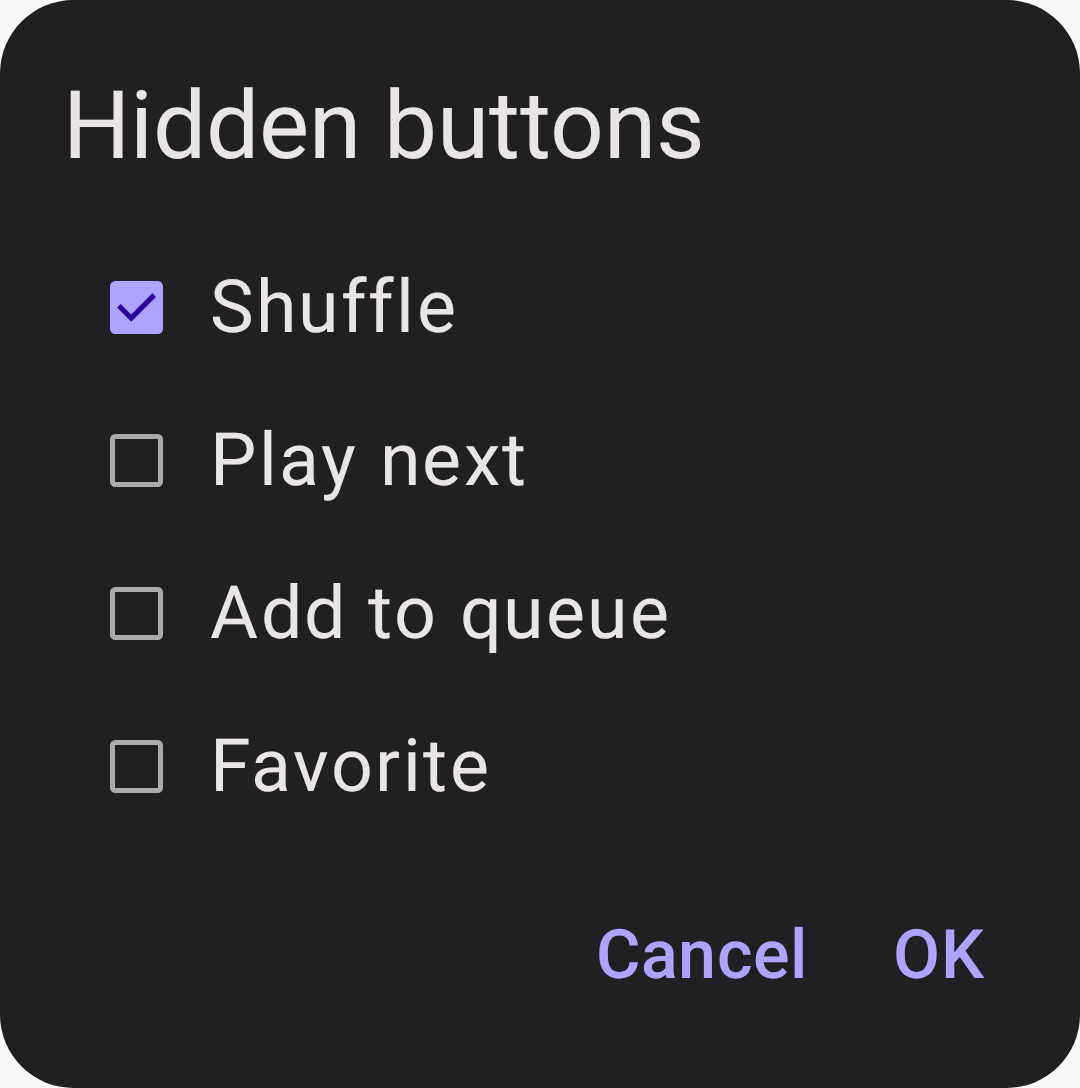 Hidden buttons
Shuffle
Play next
Add to queue
Favorite
Cancel OK